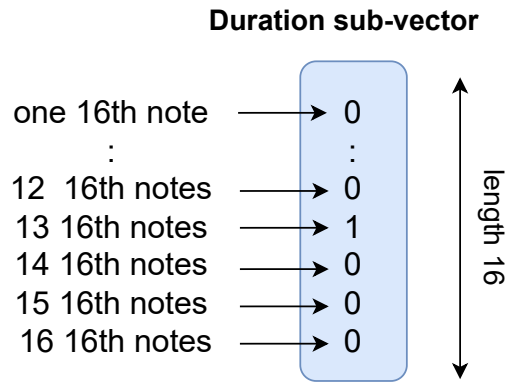 Duration sub-vector
one 16th note 0
: :
12 16th notes 0
13 16th notes 1
14 16th notes 0
15 16th notes 0
16 16th notes 0
length 16